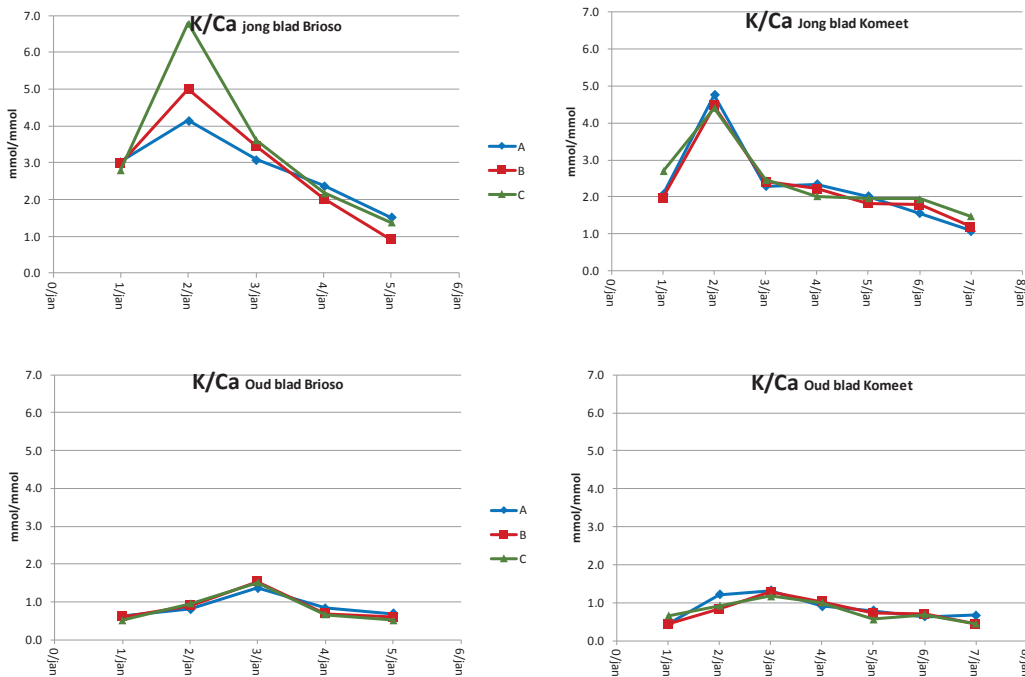 K/Ca jong blad Brioso
mmol/mmol
7.0
6.0
5.0
4.0
3.0
2.0
1.0
0.0
0/jan
1/jan
2/jan
3/jan
4/jan
5/jan
6/jan
A
B
C
K/Ca Jong blad Komeet
mmol/mmol
7.0
6.0
5.0
4.0
3.0
2.0
1.0
0.0
0/jan
1/jan
2/jan
3/jan
4/jan
5/jan
6/jan
7/jan
8/jan
K/Ca Oud blad Brioso
mmol/mmol
7.0
6.0
5.0
4.0
3.0
2.0
1.0
0.0
0/jan
1/jan
2/jan
3/jan
4/jan
5/jan
6/jan
A
B
C
K/Ca Oud blad Komeet
mmol/mmol
7.0
6.0
5.0
4.0
3.0
2.0
1.0
0.0
0/jan
1/jan
2/jan
3/jan
4/jan
5/jan
6/jan
7/jan
8/jan